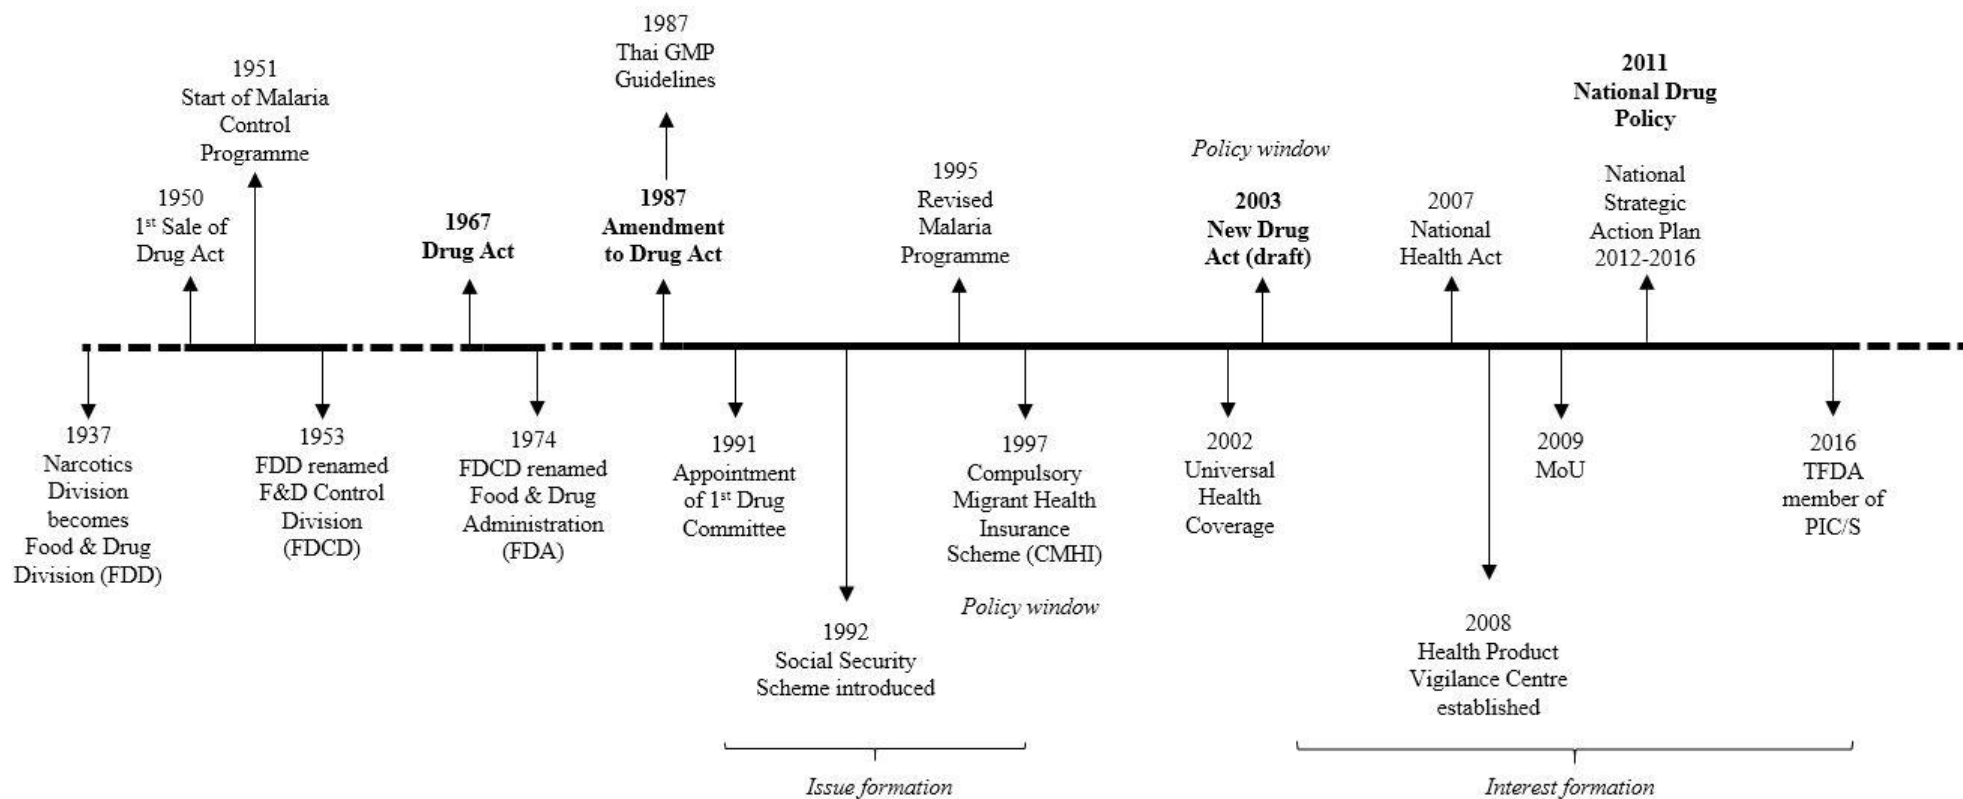 1937
Narcotics
Division
becomes
Food & Drug
Division (FDD)
1950
1st Sale of
Drug Act
1951
Start of Malaria
Control
Programme
1953
FDD renamed
F&D Control
Division
(FDCD)
1967
Drug Act
1974
FDCD renamed
Food & Drug
Administration
(FDA)
1987
Thai GMP
Guidelines
1987
Amendment
to Drug Act
1991
Appointment
of 1st Drug
Committee
1992
Social Security
Scheme introduced
1995
Revised
Malaria
Programme
1997
Compulsory
Migrant Health
Insurance
Scheme (CMHI)
Policy window
2002
Universal
Health
Coverage
Policy window
2003
New Drug
Act (draft)
2007
National
Health Act
2008
Health Product
Vigilance Centre
established
2009
MoU
2011
National Drug
Policy
National
Strategic
Action Plan
2012-2016
2016
TFDA
member of
PIC/S
Issue formation
Interest formation